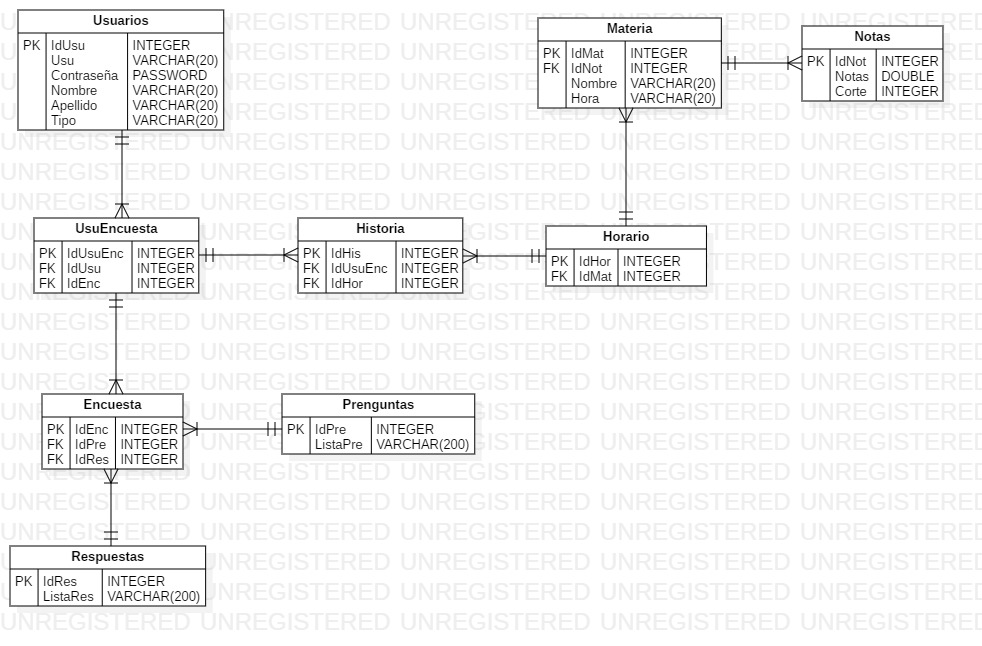 Usuarios
PK IdUsu INTEGER
Usu VARCHAR(20)
Contraseña PASSWORD
Nombre VARCHAR(20)
Apellido VARCHAR(20)
Tipo VARCHAR(20)
Materia
PK IdMat INTEGER
FK IdNot INTEGER
Nombre VARCHAR(20)
Hora VARCHAR(20)
Notas
PK IdNot INTEGER
Notas DOUBLE
Corte INTEGER
UsuEncuesta
PK IdUsuEnc INTEGER
FK IdUsu INTEGER
FK IdEnc INTEGER
Historia
PK IdHis INTEGER
FK IdUsuEnc INTEGER
FK IdHor INTEGER
Horario
PK IdHor INTEGER
FK IdMat INTEGER
Encuesta
PK IdEnc INTEGER
FK IdPre INTEGER
FK IdRes INTEGER
Prenguntas
PK IdPre INTEGER
ListaPre VARCHAR(200)
Respuestas
PK IdRes INTEGER
ListaRes VARCHAR(200)
UNREGISTERED